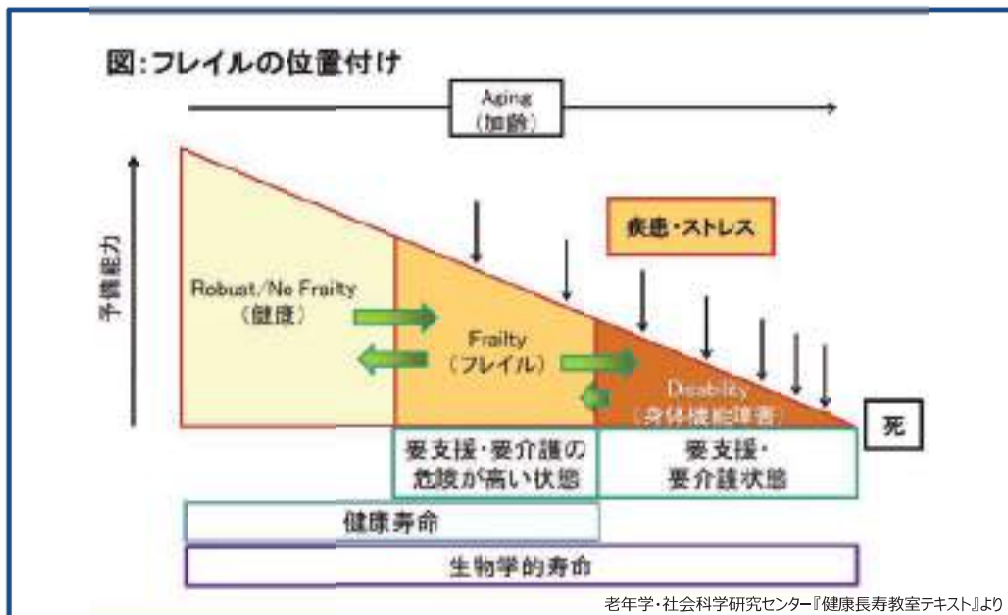 図:フレイルの位置付け
Aging
(加齢)
疾患・ストレス
予備能力
Robust/No Frailty
(健康)
Frailty
(フレイル)
Disability
(身体機能障害)
死
要支援・要介護の
危険が高い状態
要支援・
要介護状態
健康寿命
生物学的寿命
老年学・社会科学研究センター『健康長寿教室テキスト』より